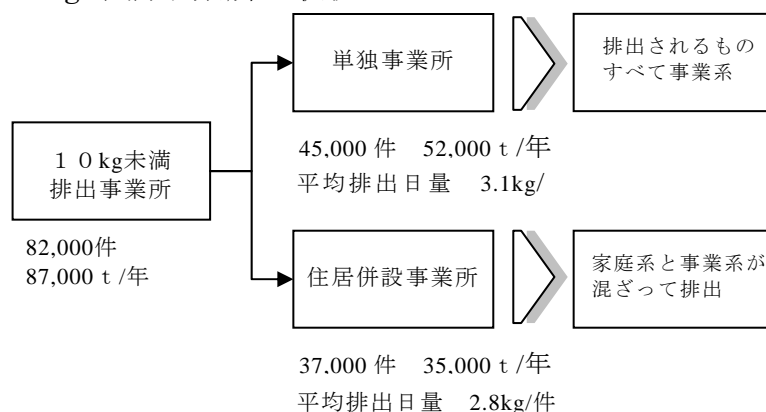 単独事業所
排出されるもの
すべて事業系
45,000 件　52,000 ｔ/年
平均排出日量　3.1kg/
１０kg未満
排出事業所
82,000件
87,000 ｔ/年
住居併設事業所
家庭系と事業系が
混ざって排出
37,000 件　35,000 ｔ/年
平均排出日量　2.8kg/件